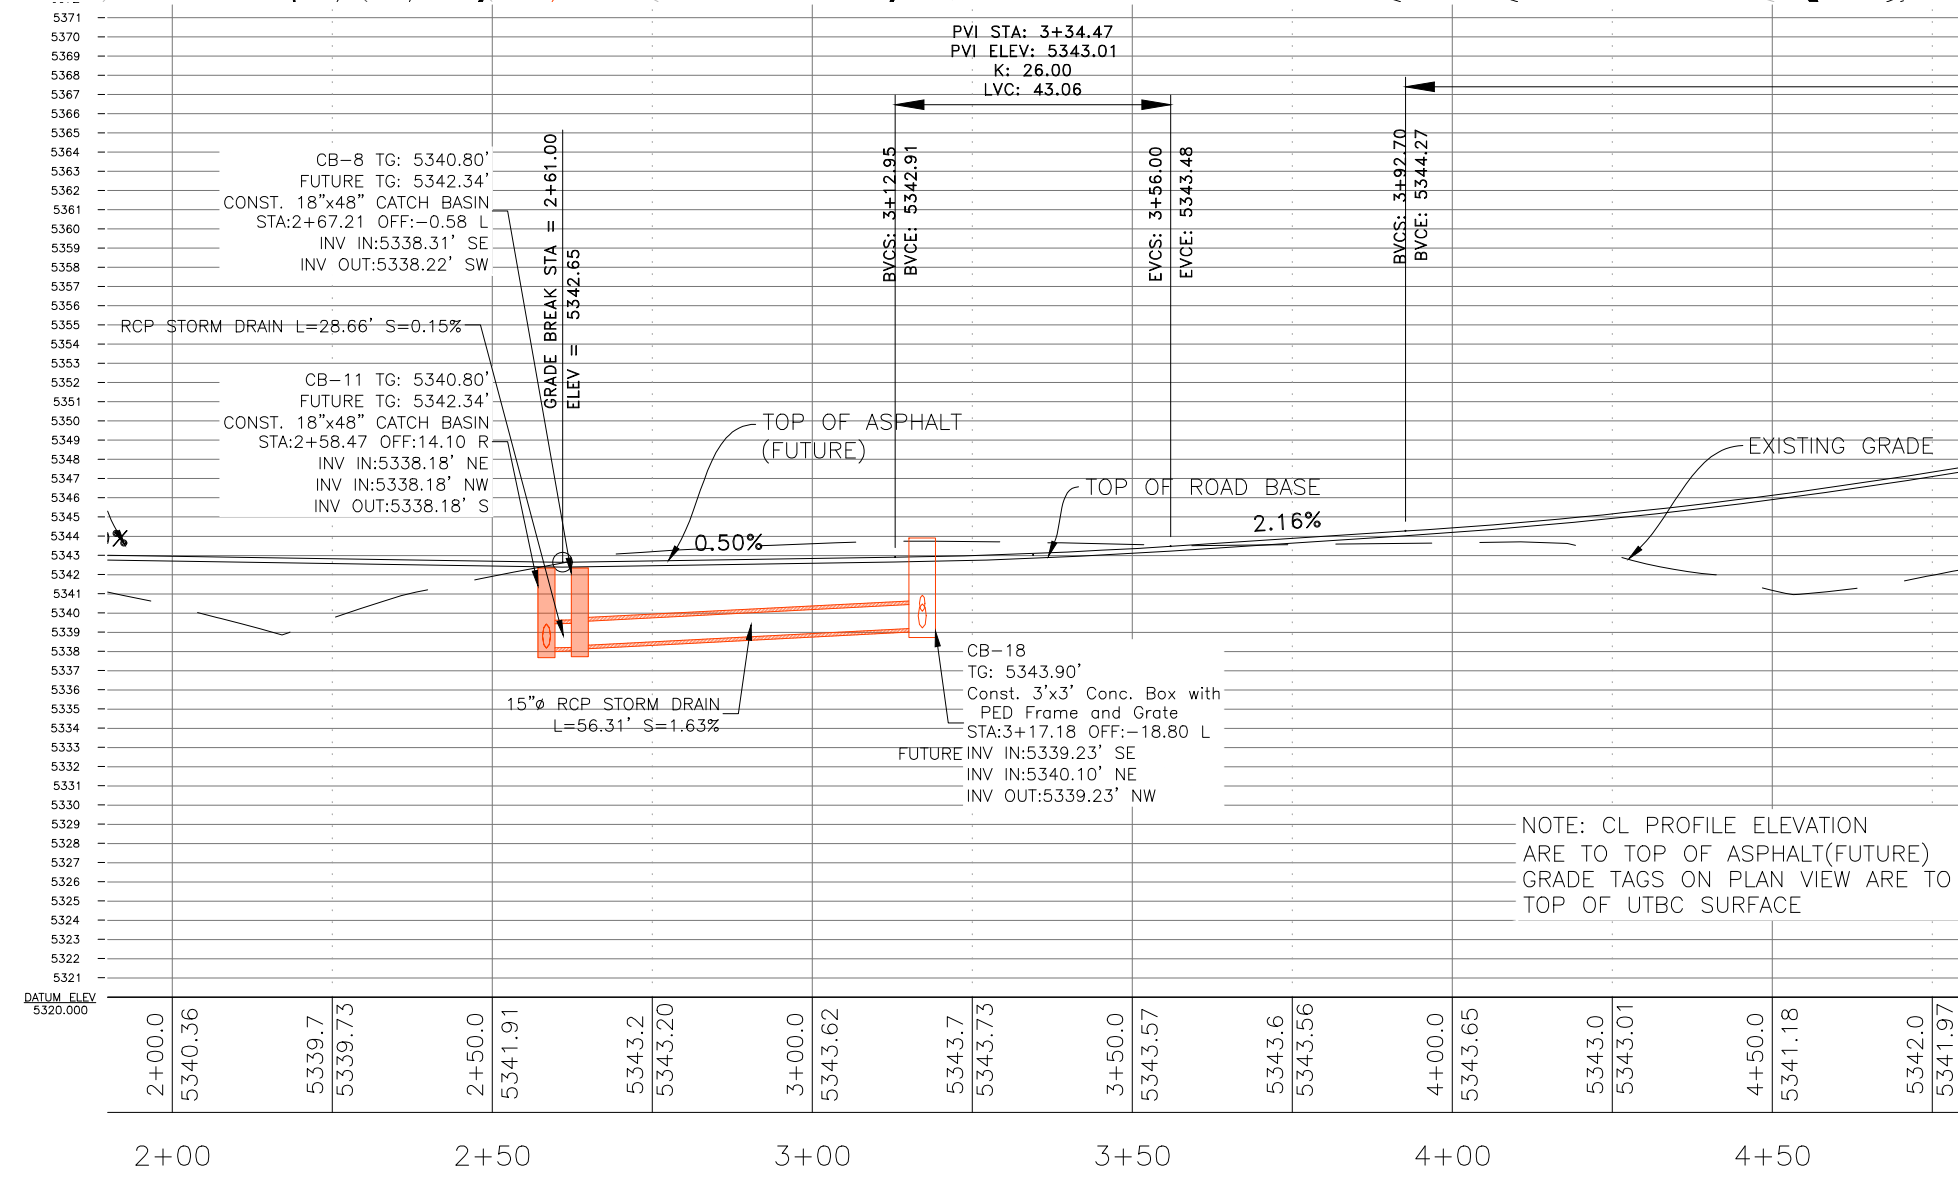 5371
5370
5369
5368
5367
5366
5365
5364
5363
5362
5361
5360
5359
5358
5357
5356
5355
5354
5353
5352
5351
5350
5349
5348
5347
5346
5345
5344
5343
5342
5341
5340
5339
5338
5337
5336
5335
5334
5333
5332
5331
5330
5329
5328
5327
5326
5325
5324
5323
5322
5321
DATUM ELEV
5320.000
PVI STA: 3+34.47
PVI ELEV: 5343.01
K: 26.00
LVC: 43.06
CB-8 TG: 5340.80'
FUTURE TG: 5342.34'
CONST. 18"x48" CATCH BASIN
STA:2+67.21 OFF:-0.58 L
INV IN:5338.31' SE
INV OUT:5338.22' SW
RCP STORM DRAIN L=28.66' S=0.15%
CB-11 TG: 5340.80'
FUTURE TG: 5342.34'
CONST. 18"x48" CATCH BASIN
STA:2+58.47 OFF:14.10 R
INV IN:5338.18' NE
INV IN:5338.18' NW
INV OUT:5338.18' S
GRADE BREAK STA = 2+61.00
ELEV = 5342.65
BVCS: 3+12.95
BVCE: 5342.91
EVCS: 3+56.00
EVCE: 5343.48
BVCS: 3+92.70
BVCE: 5344.27
TOP OF ASPHALT
(FUTURE)
TOP OF ROAD BASE
EXISTING GRADE
%
0.50%
2.16%
15"ø RCP STORM DRAIN
L=56.31' S=1.63%
CB-18
TG: 5343.90'
Const. 3'x3' Conc. Box with
PED Frame and Grate
STA:3+17.18 OFF:-18.80 L
FUTURE INV IN:5339.23' SE
INV IN:5340.10' NE
INV OUT:5339.23' NW
NOTE: CL PROFILE ELEVATION
ARE TO TOP OF ASPHALT(FUTURE)
GRADE TAGS ON PLAN VIEW ARE TO
TOP OF UTBC SURFACE
2+00.0
5340.36
5339.7
5339.73
2+50.0
5341.91
5343.2
5343.20
3+00.0
5343.62
5343.7
5343.73
3+50.0
5343.57
5343.6
5343.56
4+00.0
5343.65
5343.0
5343.01
4+50.0
5341.18
5342.0
5341.97
2+00
2+50
3+00
3+50
4+00
4+50